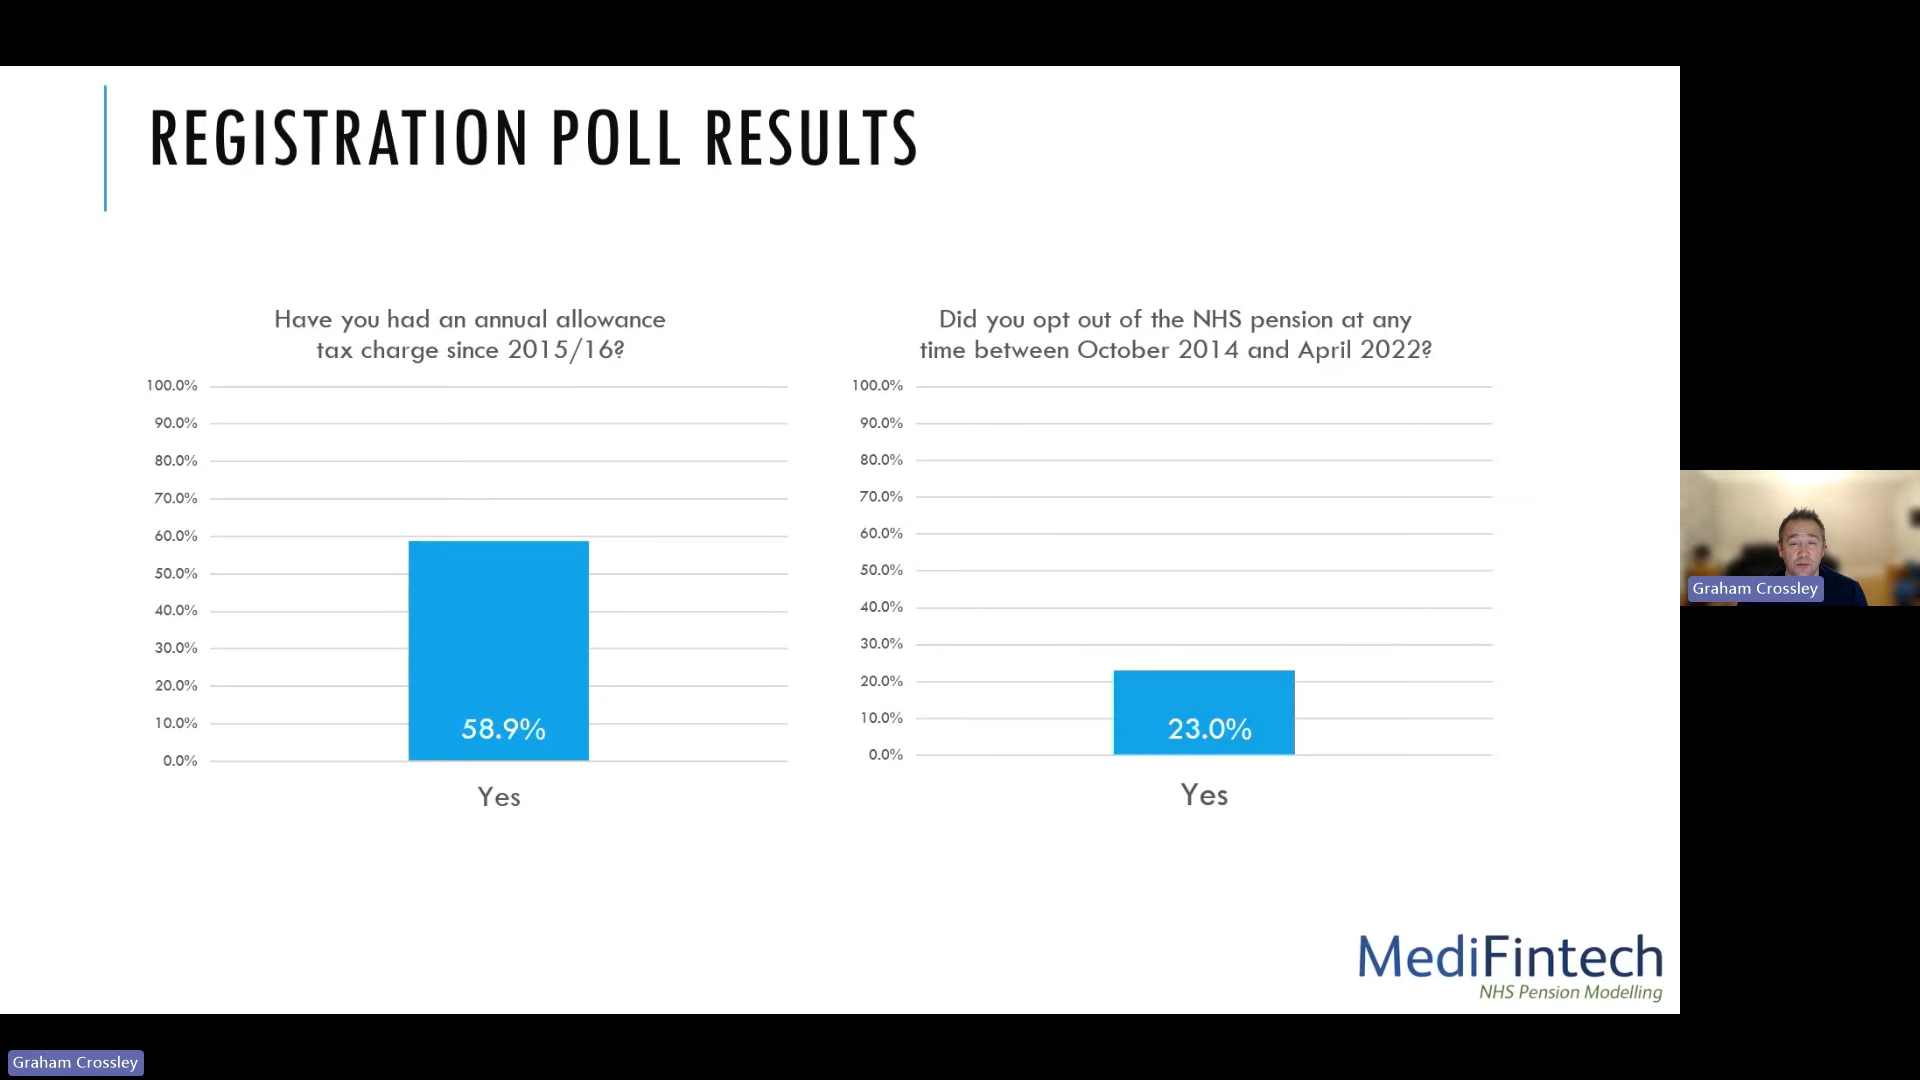 REGISTRATION POLL RESULTS
Have you had an annual allowance
tax charge since 2015/16?
100.0%
90.0%
80.0%
70.0%
60.0%
50.0%
40.0%
30.0%
20.0%
10.0%
0.0%
58.9%
Yes
Did you opt out of the NHS pension at any
time between October 2014 and April 2022?
100.0%
90.0%
80.0%
70.0%
60.0%
50.0%
40.0%
30.0%
20.0%
10.0%
0.0%
23.0%
Yes
Graham Crossley
MediFintech
NHS Pension Modelling
Graham Crossley